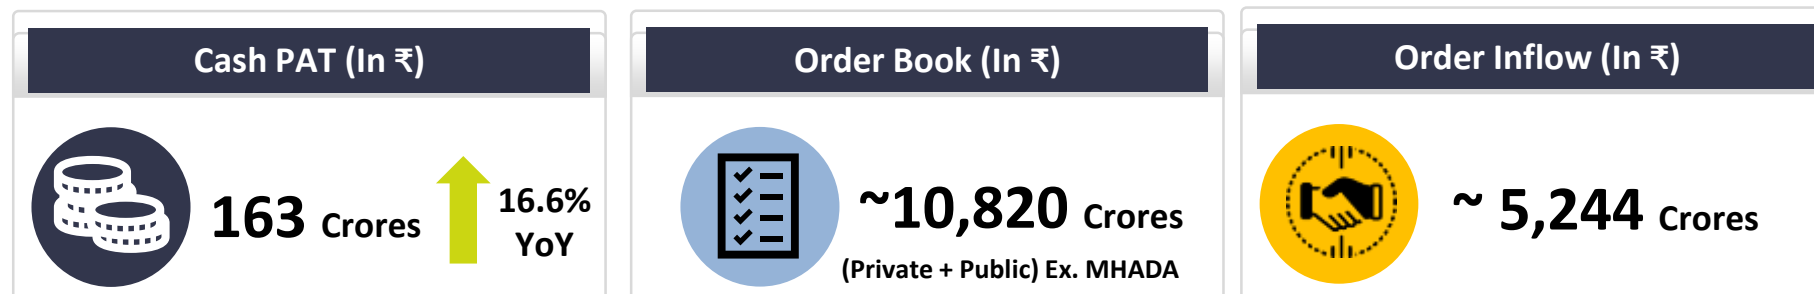 Cash PAT (In ₹)
163 Crores
16.6%
YoY
Order Book (In ₹)
~10,820 Crores
(Private + Public) Ex. MHADA
Order Inflow (In ₹)
~ 5,244 Crores